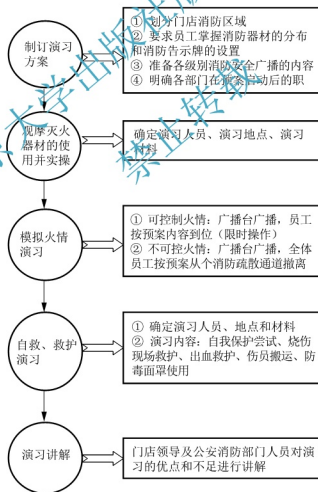 制订演习
方案
① 划分门店消防区域
② 要求员工掌握消防器材的分布
和消防告示牌的设置
③ 准备各级别消防安全广播的内容
④ 明确各部门在预案启动后的职
观摩灭火
器材的使
用并实操
确定演习人员、演习地点、演习
材料
模拟火情
演习
① 可控制火情：广播台广播，员工
按预案内容到位（限时操作）
② 不可控火情：广播台广播，全体
员工按预案从个消防疏散通道撤离
自救、救护
演习
① 确定演习人员、地点和材料
② 演习内容：自我保护尝试、烧伤
现场救护、出血救护、伤员搬运、防
毒面罩使用
演习讲解
门店领导及公安消防部门人员对演
习的优点和不足进行讲解
大学出版社
禁止转载